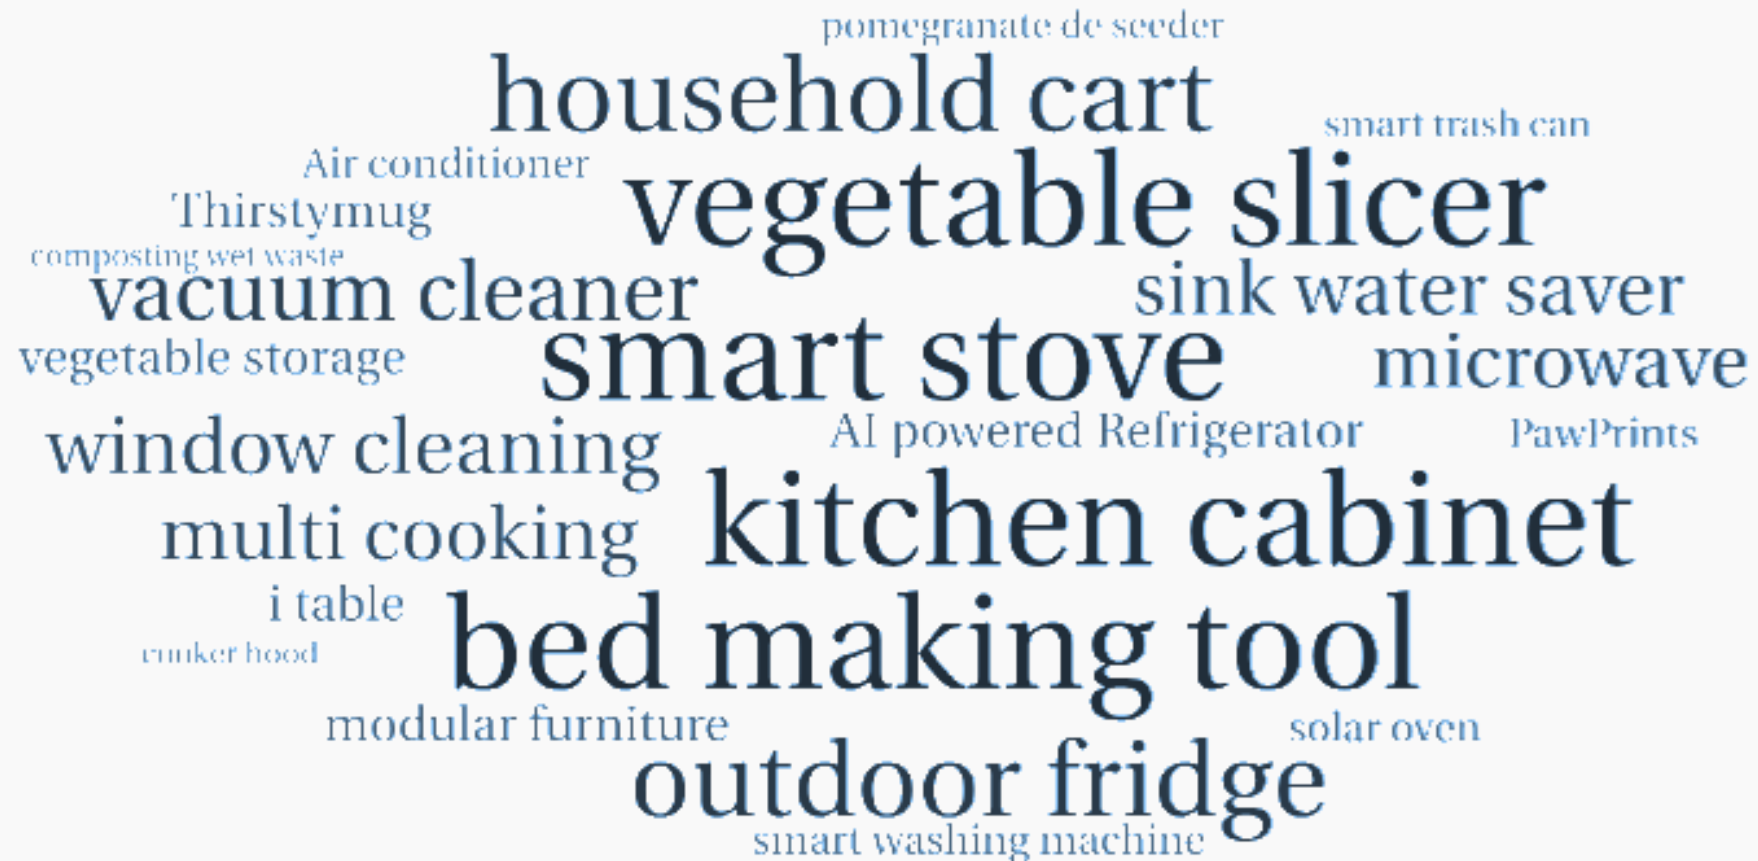 pomegranate de seeder
household cart
smart trash can
Air conditioner
vegetable slicer
Thirstymug
composting wet waste
vacuum cleaner
sink water saver
smart stove
vegetable storage
microwave
window cleaning
AI powered Refrigerator
PawPrints
kitchen cabinet
multi cooking
i table
bed making tool
cooker hood
modular furniture
solar oven
outdoor fridge
smart washing machine